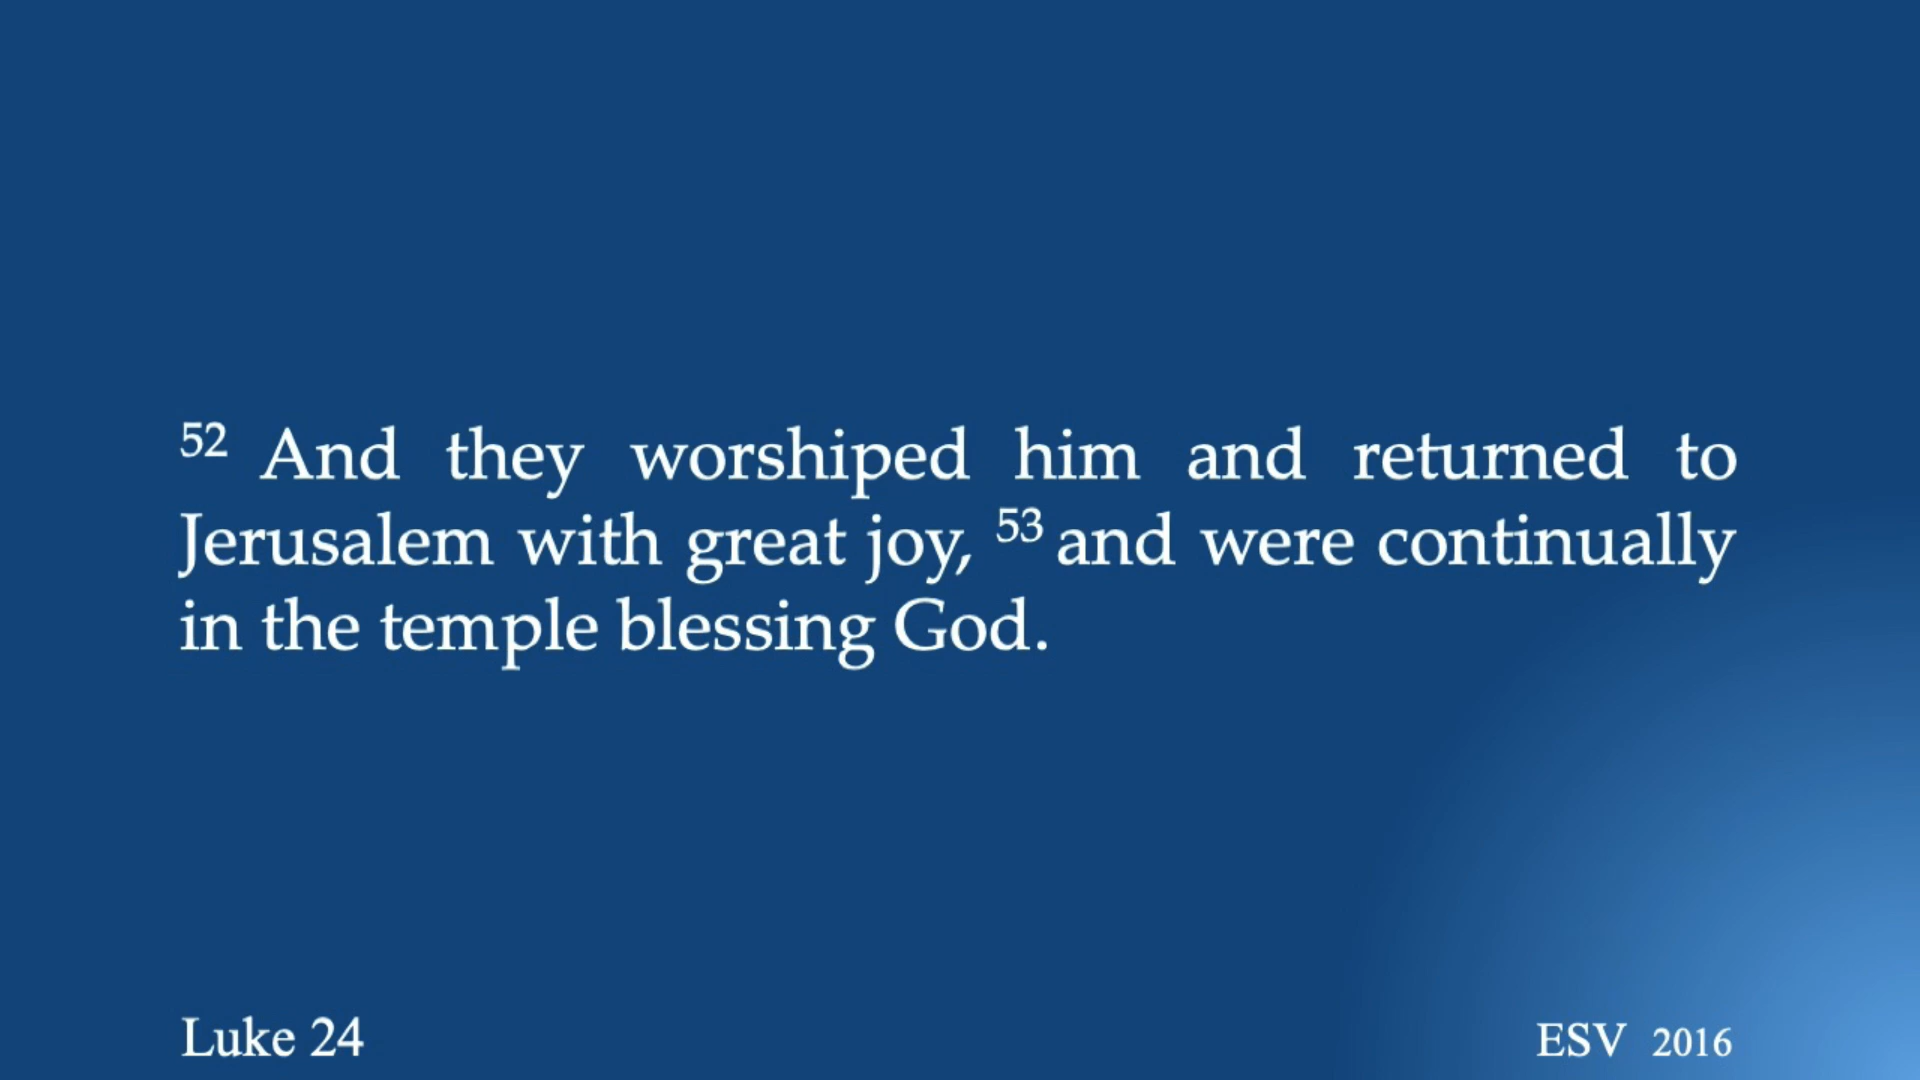 52 And they worshiped him and returned to
Jerusalem with great joy, 53 and were continually
in the temple blessing God.
Luke 24
ESV 2016